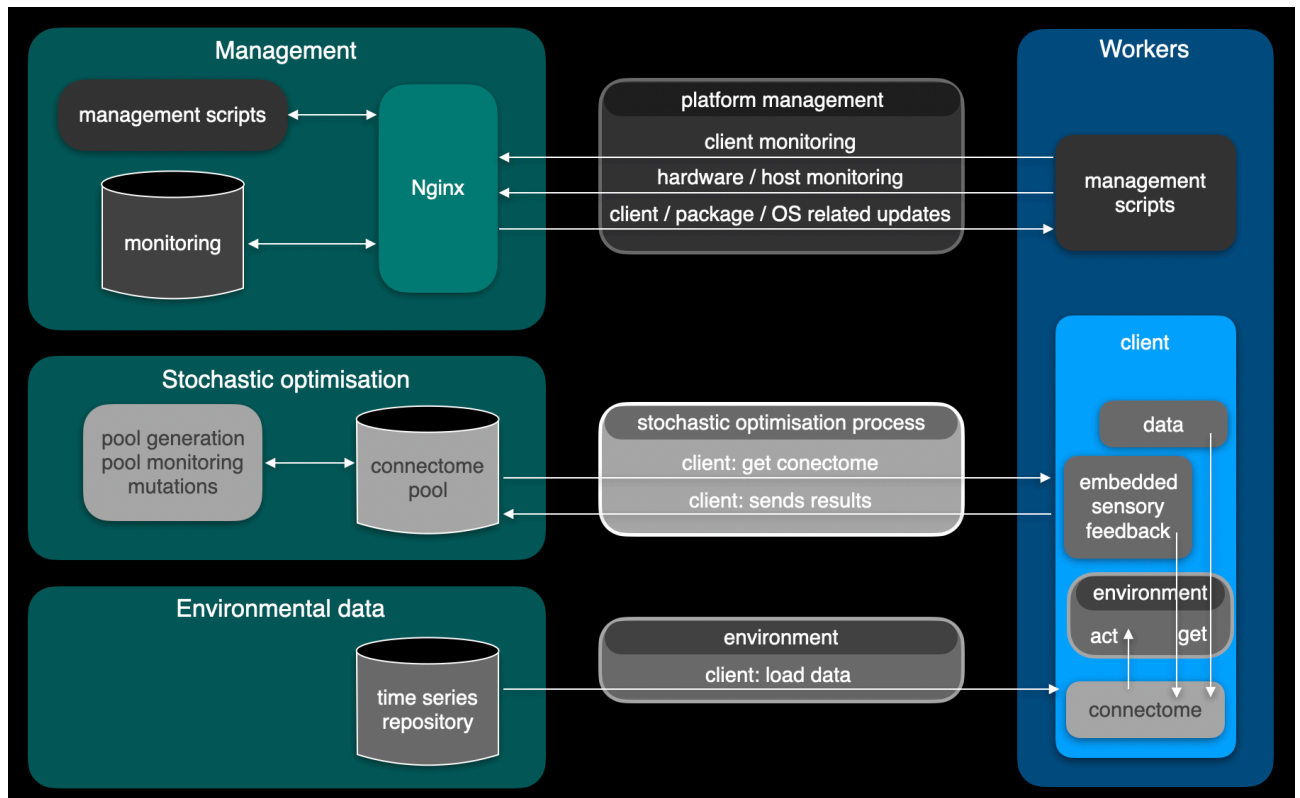 Management
management scripts
monitoring
Nginx
platform management
client monitoring
hardware / host monitoring
client / package / OS related updates
Workers
management
scripts
Stochastic optimisation
pool generation
pool monitoring
mutations
connectome
pool
stochastic optimisation process
client: get conectome
client: sends results
client
data
embedded
sensory
feedback
environment
act
get
connectome
Environmental data
time series
repository
environment
client: load data